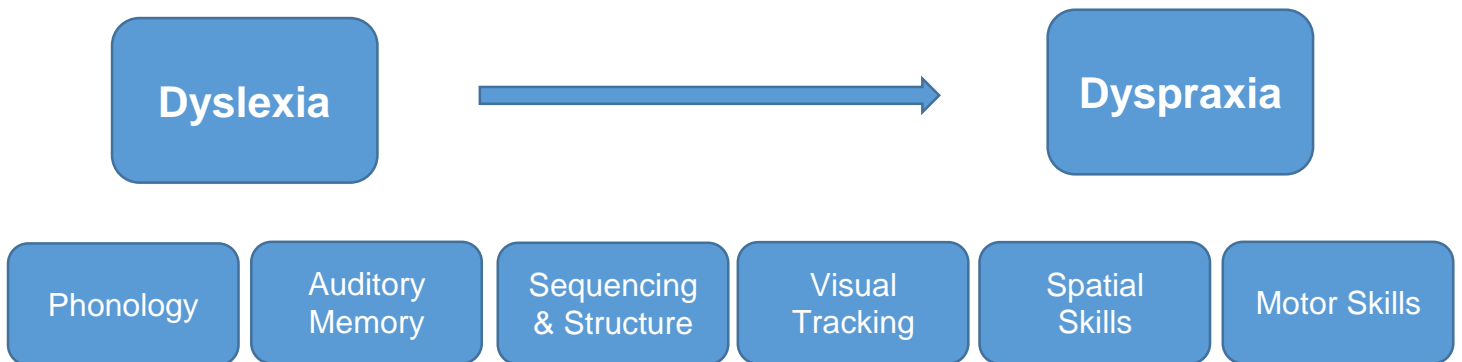 Dyslexia
Dyspraxia
Phonology
Auditory
Memory
Sequencing
& Structure
Visual
Tracking
Spatial
Skills
Motor Skills